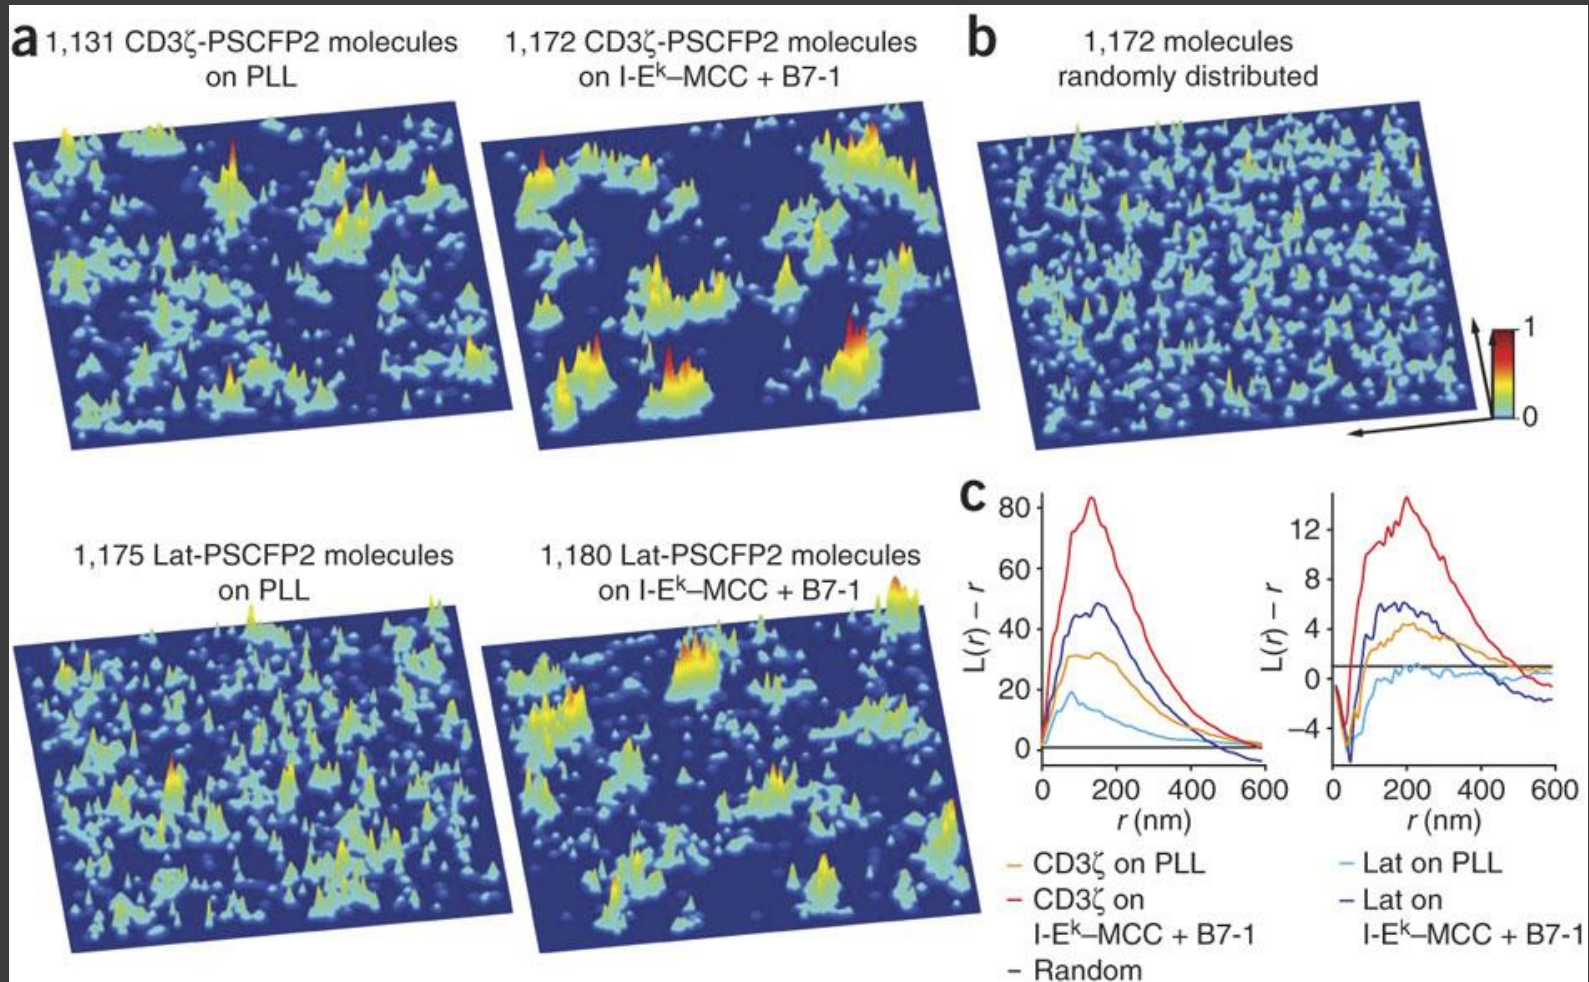 a
1,131 CD3ζ-PSCFP2 molecules
on PLL
1,172 CD3ζ-PSCFP2 molecules
on I-Eᵏ–MCC + B7-1
b
1,172 molecules
randomly distributed
1
0
1,175 Lat-PSCFP2 molecules
on PLL
1,180 Lat-PSCFP2 molecules
on I-Eᵏ–MCC + B7-1
c
80
60
40
20
0
L(r) – r
0 200 400 600
r (nm)
12
8
4
0
–4
L(r) – r
0 200 400 600
r (nm)
CD3ζ on PLL
CD3ζ on
I-Eᵏ–MCC + B7-1
Random
Lat on PLL
Lat on
I-Eᵏ–MCC + B7-1